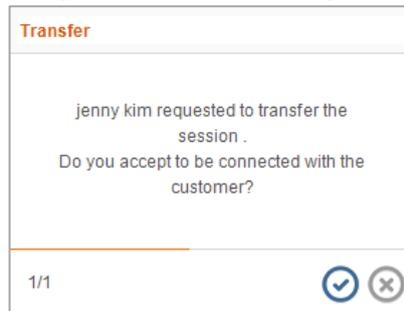 Transfer
jenny kim requested to transfer the
session .
Do you accept to be connected with the
customer?
1/1